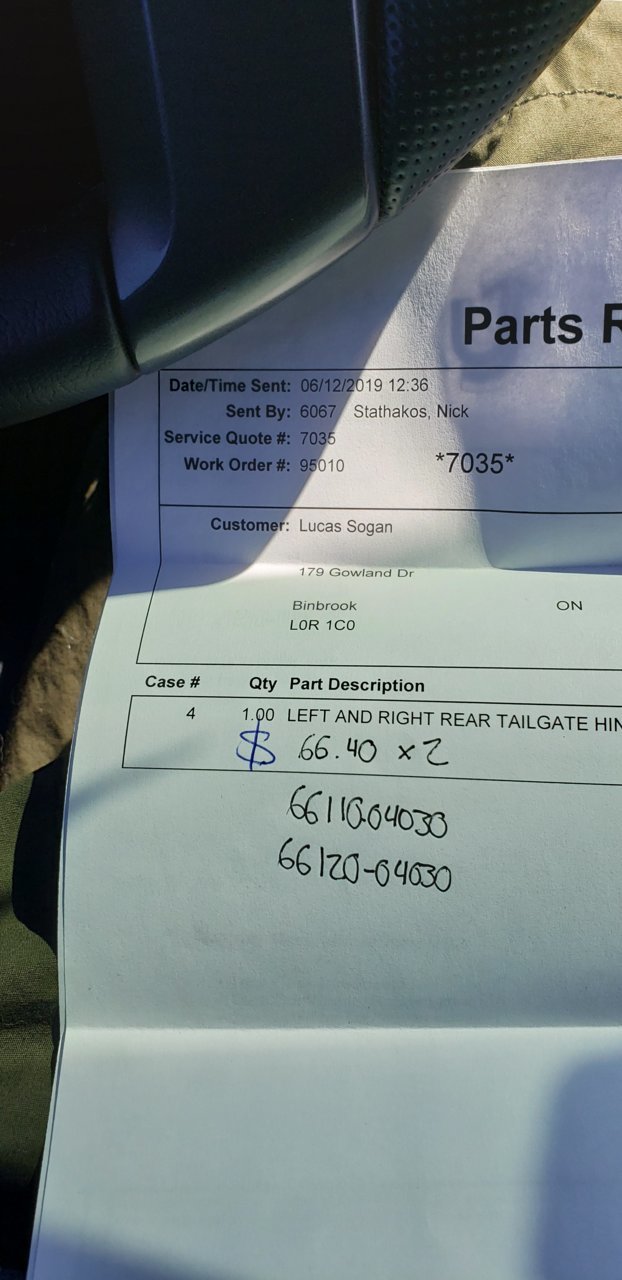 Parts R
Date/Time Sent: 06/12/2019 12:36
Sent By: 6067 Stathakos, Nick
Service Quote #: 7035
Work Order #: 95010 *7035*
Customer: Lucas Sogan
179 Gowland Dr
Binbrook ON
L0R 1C0
Case # Qty Part Description
4 1.00 LEFT AND RIGHT REAR TAILGATE HIN
$ 66.40 x 2
66110-04030
66120-04030